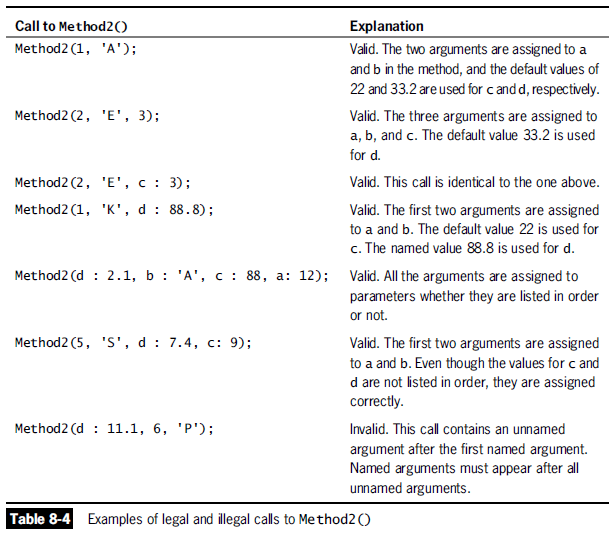 Call to Method2()	Explanation
Method2(1, 'A');	Valid. The two arguments are assigned to a
and b in the method, and the default values of
22 and 33.2 are used for c and d, respectively.
Method2(2, 'E', 3);	Valid. The three arguments are assigned to
a, b, and c. The default value 33.2 is used
for d.
Method2(2, 'E', c : 3);	Valid. This call is identical to the one above.
Method2(1, 'K', d : 88.8);	Valid. The first two arguments are assigned
to a and b. The default value 22 is used for
c. The named value 88.8 is used for d.
Method2(d : 2.1, b : 'A', c : 88, a: 12);	Valid. All the arguments are assigned to
parameters whether they are listed in order
or not.
Method2(5, 'S', d : 7.4, c: 9);	Valid. The first two arguments are assigned
to a and b. Even though the values for c and
d are not listed in order, they are assigned
correctly.
Method2(d : 11.1, 6, 'P');	Invalid. This call contains an unnamed
argument after the first named argument.
Named arguments must appear after all
unnamed arguments.
Table 8-4	Examples of legal and illegal calls to Method2()